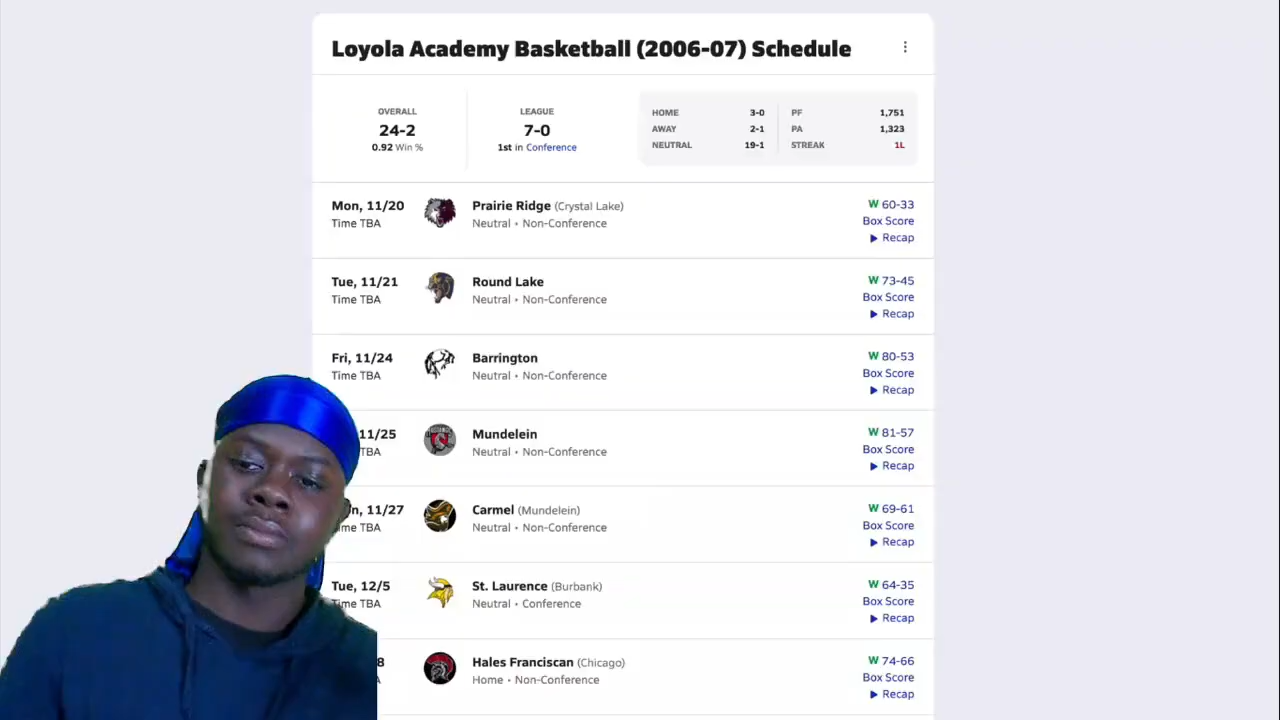 Loyola Academy Basketball (2006-07) Schedule
OVERALL
24-2
0.92 Win %
LEAGUE
7-0
1st in Conference
HOME 3-0
AWAY 2-1
NEUTRAL 19-1
PF 1,751
PA 1,323
STREAK 1L
Mon, 11/20
Time TBA
Prairie Ridge (Crystal Lake)
Neutral • Non-Conference
W 60-33
Box Score
Recap
Tue, 11/21
Time TBA
Round Lake
Neutral • Non-Conference
W 73-45
Box Score
Recap
Fri, 11/24
Time TBA
Barrington
Neutral • Non-Conference
W 80-53
Box Score
Recap
11/25
TBA
Mundelein
Neutral • Non-Conference
W 81-57
Box Score
Recap
n, 11/27
me TBA
Carmel (Mundelein)
Neutral • Non-Conference
W 69-61
Box Score
Recap
Tue, 12/5
Time TBA
St. Laurence (Burbank)
Neutral • Conference
W 64-35
Box Score
Recap
8
Hales Franciscan (Chicago)
Home • Non-Conference
W 74-66
Box Score
Recap